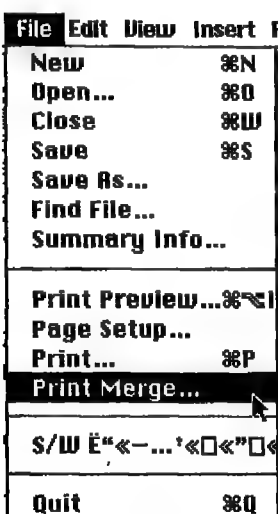 File Edit View Insert F
New ⌘N
Open... ⌘O
Close ⌘W
Save ⌘S
Save As...
Find File...
Summary Info...
Print Preview...⌘⌥I
Page Setup...
Print... ⌘P
Print Merge...
S/W Ë“«—...'«□«”□«
Quit ⌘Q